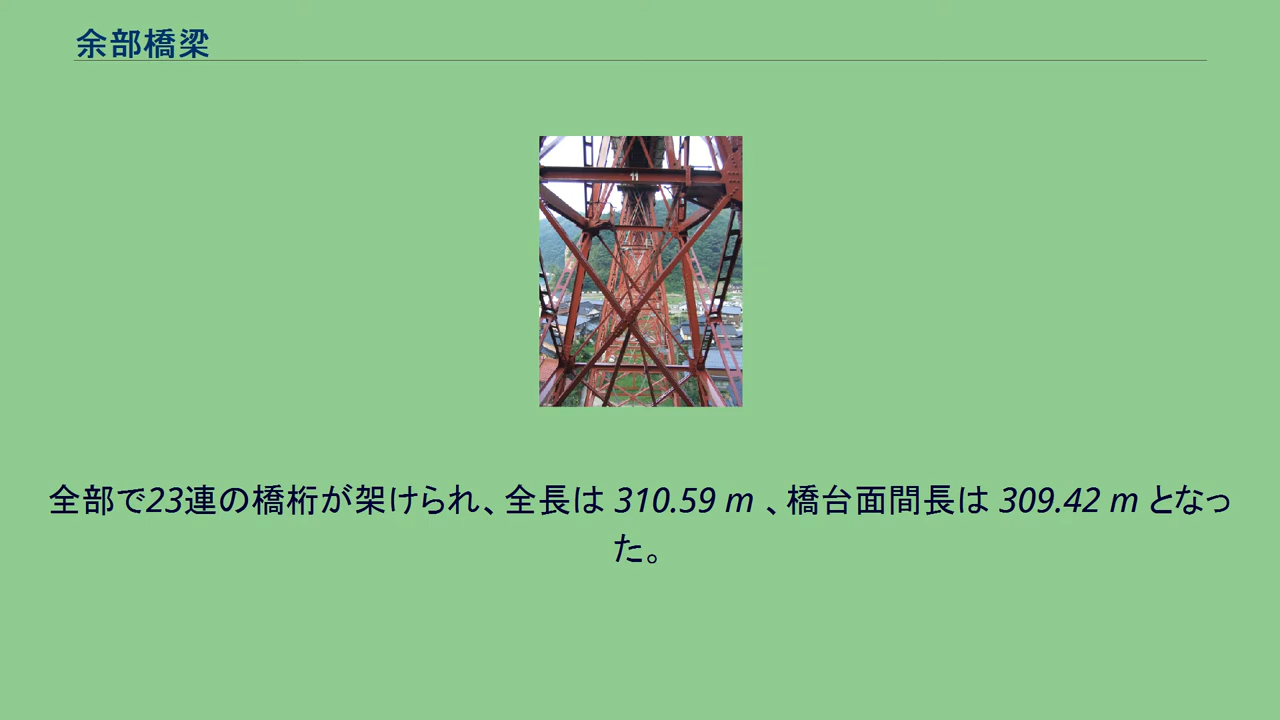 余部橋梁
11
全部で23連の橋桁が架けられ、全長は 310.59 m 、橋台面間長は 309.42 m となっ
た。